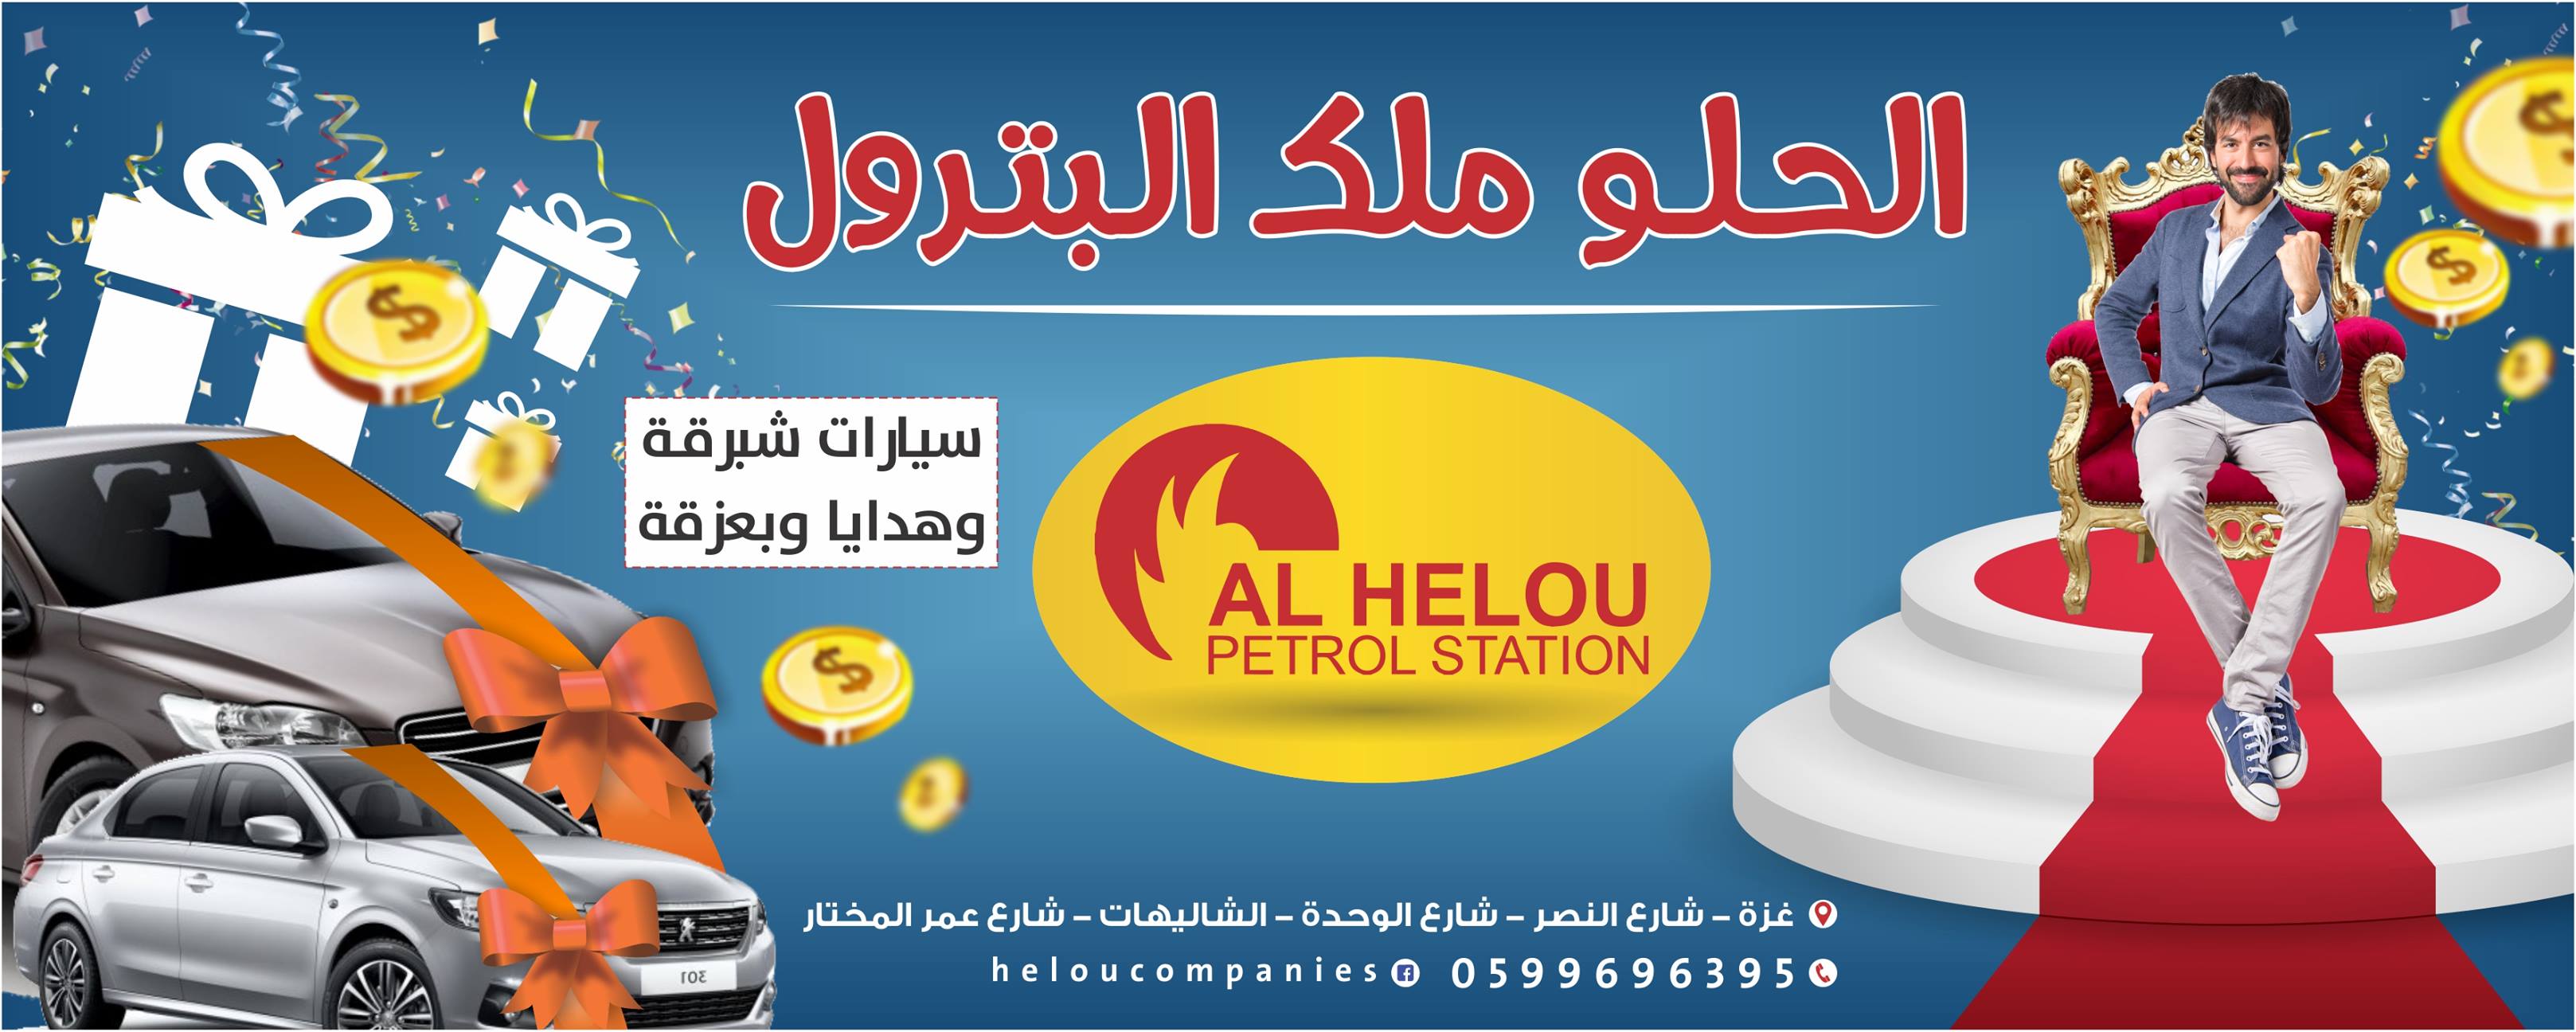 الحلو ملك البترول
سيارات شبرقة
وهدايا وبعزقة
AL HELOU
PETROL STATION
غزة - شارع النصر - شارع الوحدة - الشاليهات - شارع عمر المختار
0599696395
heloucompanies
301